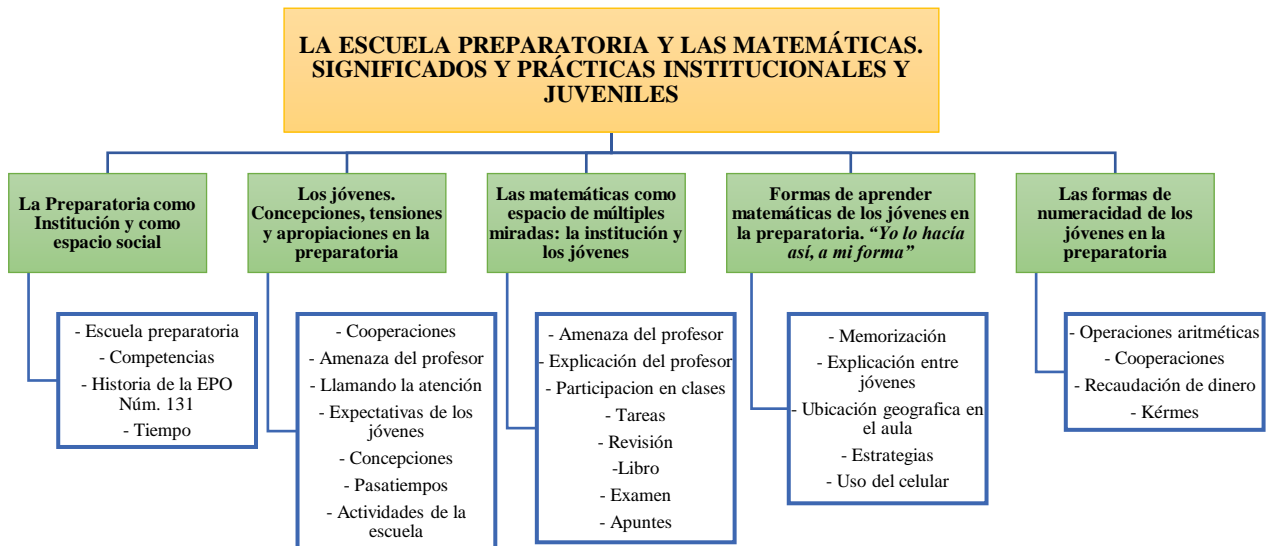 LA ESCUELA PREPARATORIA Y LAS MATEMÁTICAS.
SIGNIFICADOS Y PRÁCTICAS INSTITUCIONALES Y
JUVENILES
La Preparatoria como
Institución y como
espacio social
- Escuela preparatoria
- Competencias
- Historia de la EPO
Núm. 131
- Tiempo
Los jóvenes.
Concepciones, tensiones
y apropiaciones en la
preparatoria
- Cooperaciones
- Amenaza del profesor
- Llamando la atención
- Expectativas de los
jóvenes
- Concepciones
- Pasatiempos
- Actividades de la
escuela
Las matemáticas como
espacio de múltiples
miradas: la institución y
los jóvenes
- Amenaza del profesor
- Explicación del profesor
- Participacion en clases
- Tareas
- Revisión
-Libro
- Examen
- Apuntes
Formas de aprender
matemáticas de los jóvenes en
la preparatoria. “Yo lo hacía
así, a mi forma”
- Memorización
- Explicación entre
jóvenes
- Ubicación geografica en
el aula
- Estrategias
- Uso del celular
Las formas de
numeracidad de los
jóvenes en la
preparatoria
- Operaciones aritméticas
- Cooperaciones
- Recaudación de dinero
- Kérmes